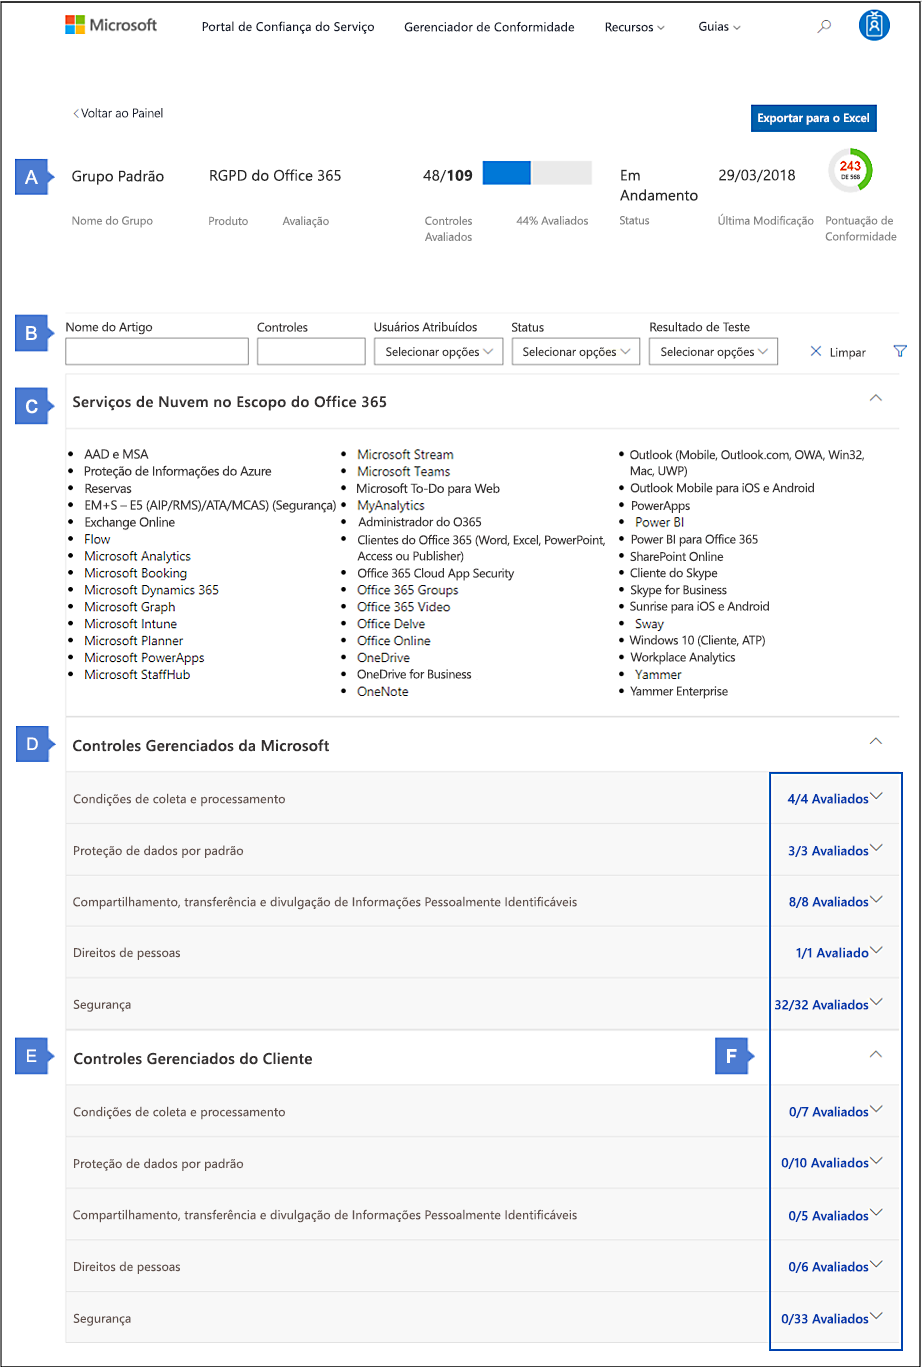 Microsoft
Portal de Confiança do Serviço
Gerenciador de Conformidade
Recursos
Guias
Voltar ao Painel
Exportar para o Excel
A
Grupo Padrão
RGPD do Office 365
48/109
Em
Andamento
29/03/2018
243
DE 568
Nome do Grupo
Produto
Avaliação
Controles
Avaliados
44% Avaliados
Status
Última Modificação
Pontuação de
Conformidade
B
Nome do Artigo
Controles
Usuários Atribuídos
Status
Resultado de Teste
Selecionar opções
Selecionar opções
Selecionar opções
Limpar
C
Serviços de Nuvem no Escopo do Office 365
• AAD e MSA
• Proteção de Informações do Azure
• Reservas
• EM+S – E5 (AIP/RMS)/ATA/MCAS) (Segurança)
• Exchange Online
• Flow
• Microsoft Analytics
• Microsoft Booking
• Microsoft Dynamics 365
• Microsoft Graph
• Microsoft Intune
• Microsoft Planner
• Microsoft PowerApps
• Microsoft StaffHub
• Microsoft Stream
• Microsoft Teams
• Microsoft To-Do para Web
• MyAnalytics
• Administrador do O365
• Clientes do Office 365 (Word, Excel, PowerPoint,
Access ou Publisher)
• Office 365 Cloud App Security
• Office 365 Groups
• Office 365 Video
• Office Delve
• Office Online
• OneDrive
• OneDrive for Business
• OneNote
• Outlook (Mobile, Outlook.com, OWA, Win32,
Mac, UWP)
• Outlook Mobile para iOS e Android
• PowerApps
• Power BI
• Power BI para Office 365
• SharePoint Online
• Cliente do Skype
• Skype for Business
• Sunrise para iOS e Android
• Sway
• Windows 10 (Cliente, ATP)
• Workplace Analytics
• Yammer
• Yammer Enterprise
D
Controles Gerenciados da Microsoft
Condições de coleta e processamento
4/4 Avaliados
Proteção de dados por padrão
3/3 Avaliados
Compartilhamento, transferência e divulgação de Informações Pessoalmente Identificáveis
8/8 Avaliados
Direitos de pessoas
1/1 Avaliado
Segurança
32/32 Avaliados
E
Controles Gerenciados do Cliente
F
Condições de coleta e processamento
0/7 Avaliados
Proteção de dados por padrão
0/10 Avaliados
Compartilhamento, transferência e divulgação de Informações Pessoalmente Identificáveis
0/5 Avaliados
Direitos de pessoas
0/6 Avaliados
Segurança
0/33 Avaliados